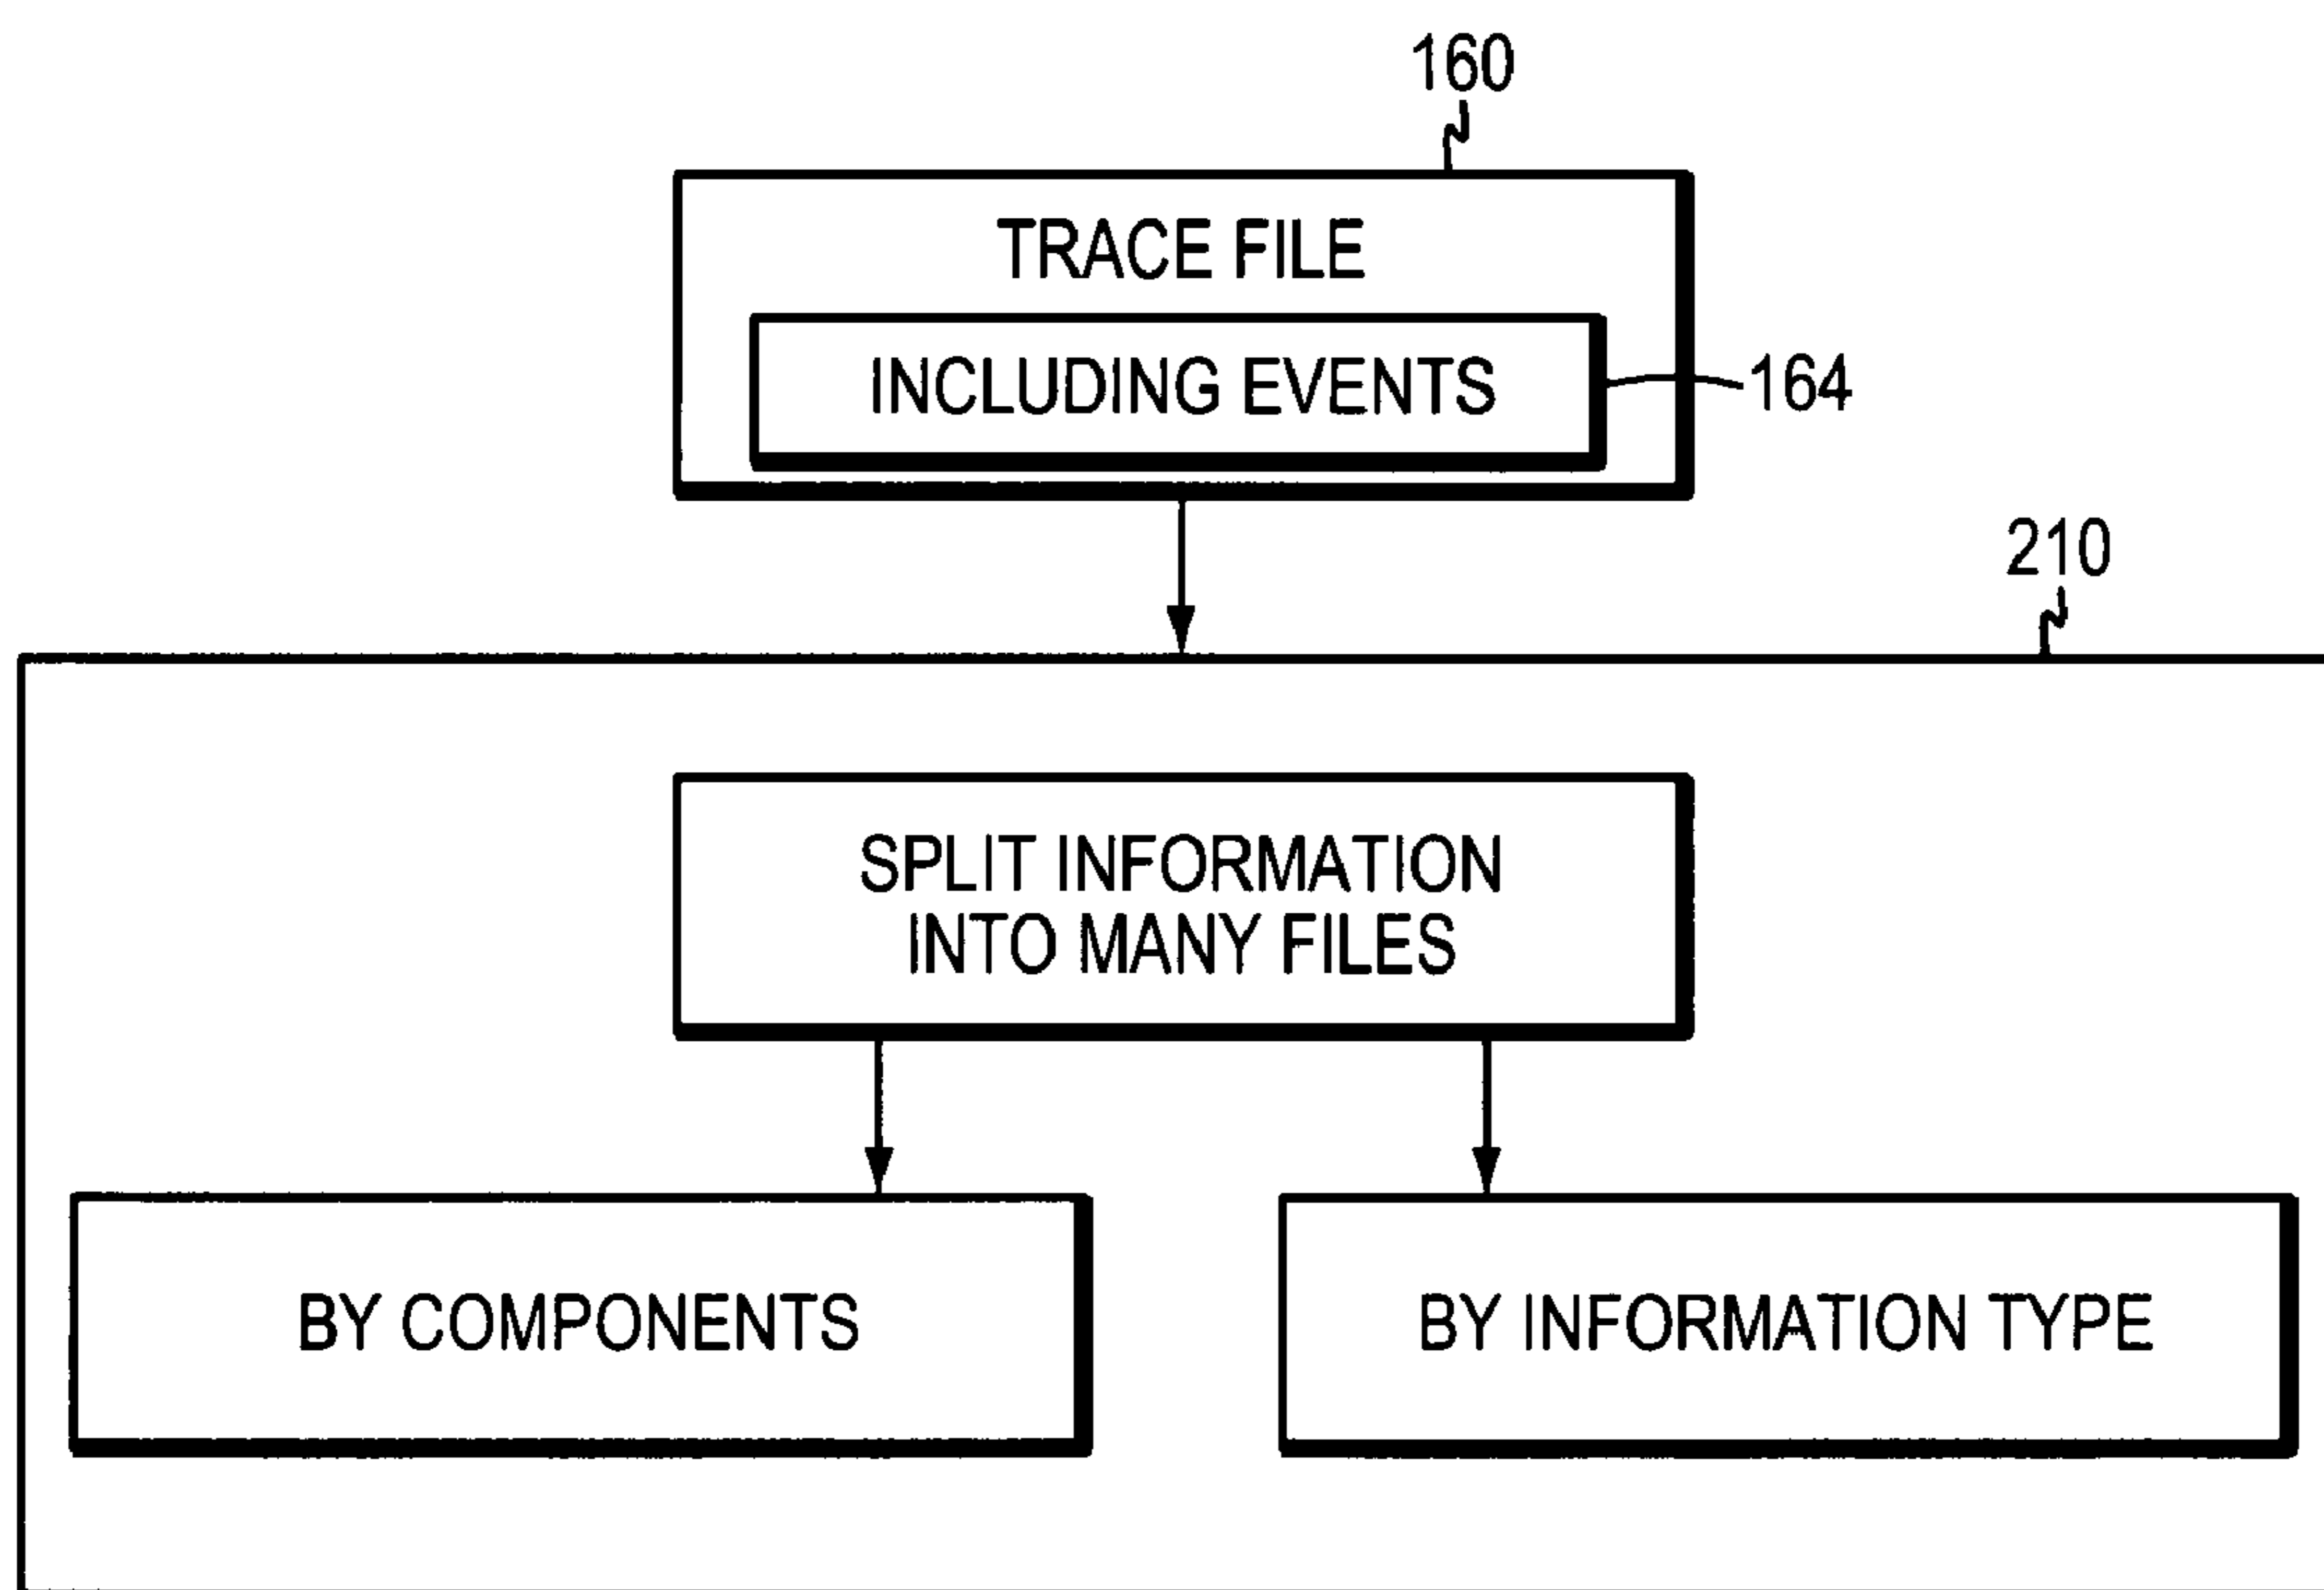 160
TRACE FILE
INCLUDING EVENTS
164
210
SPLIT INFORMATION
INTO MANY FILES
BY COMPONENTS
BY INFORMATION TYPE